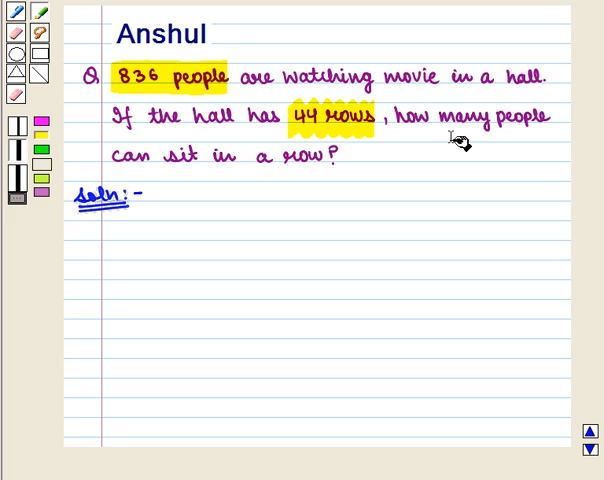 Anshul
Q 836 people are watching movie in a hall.
If the hall has 44 rows, how many people
can sit in a row?
Soln:-